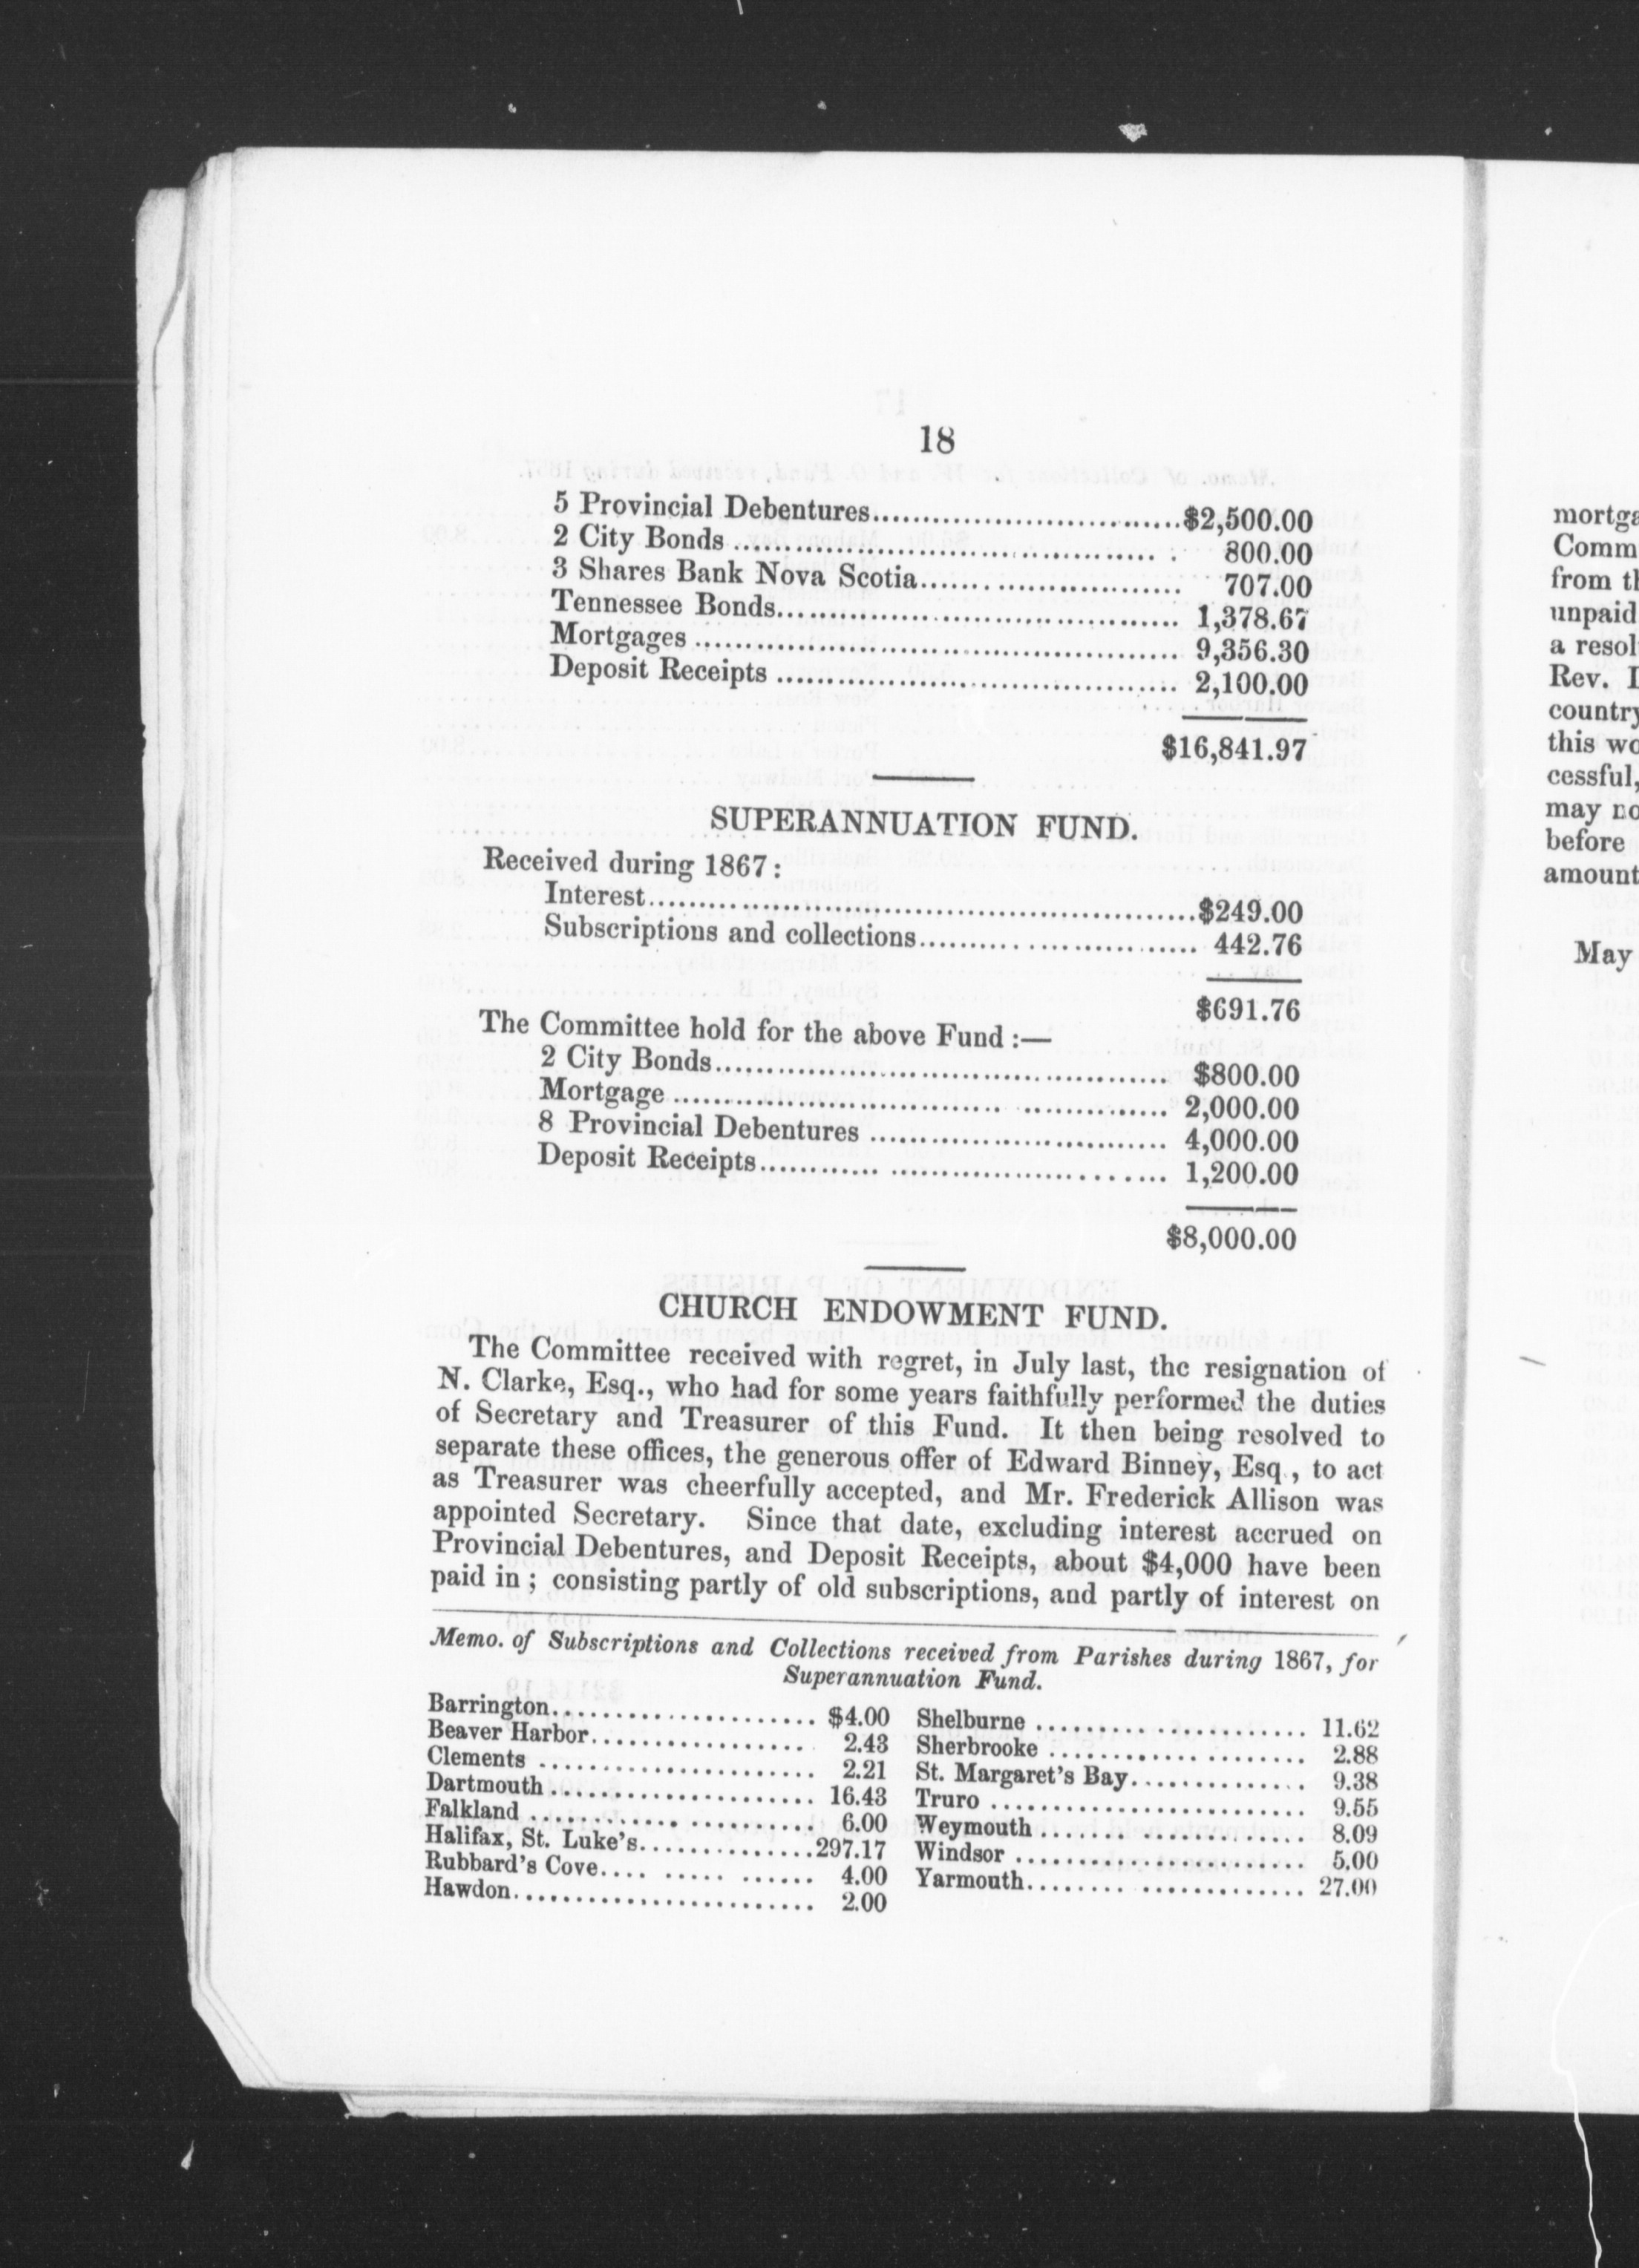 18
5 Provincial Debentures..............................$2,500.00
2 City Bonds ........................................ 800.00
3 Shares Bank Nova Scotia......................... 707.00
Tennessee Bonds...................................... 1,378.67
Mortgages ............................................. 9,356.30
Deposit Receipts ..................................... 2,100.00
$16,841.97
SUPERANNUATION FUND.
Received during 1867:
Interest....................................................$249.00
Subscriptions and collections.......................... 442.76
$691.76
The Committee hold for the above Fund :—
2 City Bonds.......................................... $800.00
Mortgage .............................................. 2,000.00
8 Provincial Debentures ............................ 4,000.00
Deposit Receipts...................................... 1,200.00
$8,000.00
CHURCH ENDOWMENT FUND.
The Committee received with regret, in July last, the resignation of
N. Clarke, Esq., who had for some years faithfully performed the duties
of Secretary and Treasurer of this Fund. It then being resolved to
separate these offices, the generous offer of Edward Binney, Esq , to act
as Treasurer was cheerfully accepted, and Mr. Frederick Allison was
appointed Secretary. Since that date, excluding interest accrued on
Provincial Debentures, and Deposit Receipts, about $4,000 have been
paid in ; consisting partly of old subscriptions, and partly of interest on
Memo. of Subscriptions and Collections received from Parishes during 1867, for
Superannuation Fund.
Barrington...................... $4.00
Beaver Harbor.................. 2.43
Clements ....................... 2.21
Dartmouth...................... 16.43
Falkland ........................ 6.00
Halifax, St. Luke's..............297.17
Rubbard's Cove.... ..... ...... 4.00
Hawdon......................... 2.00
Shelburne ....................... 11.62
Sherbrooke ...................... 2.88
St. Margaret's Bay.............. 9.38
Truro ........................... 9.55
Weymouth ....................... 8.09
Windsor ......................... 5.00
Yarmouth........ .............. 27.00
mortga
Comm
from th
unpaid
a resol
Rev. 
country
this wo
cessful,
may no
before
amount
May